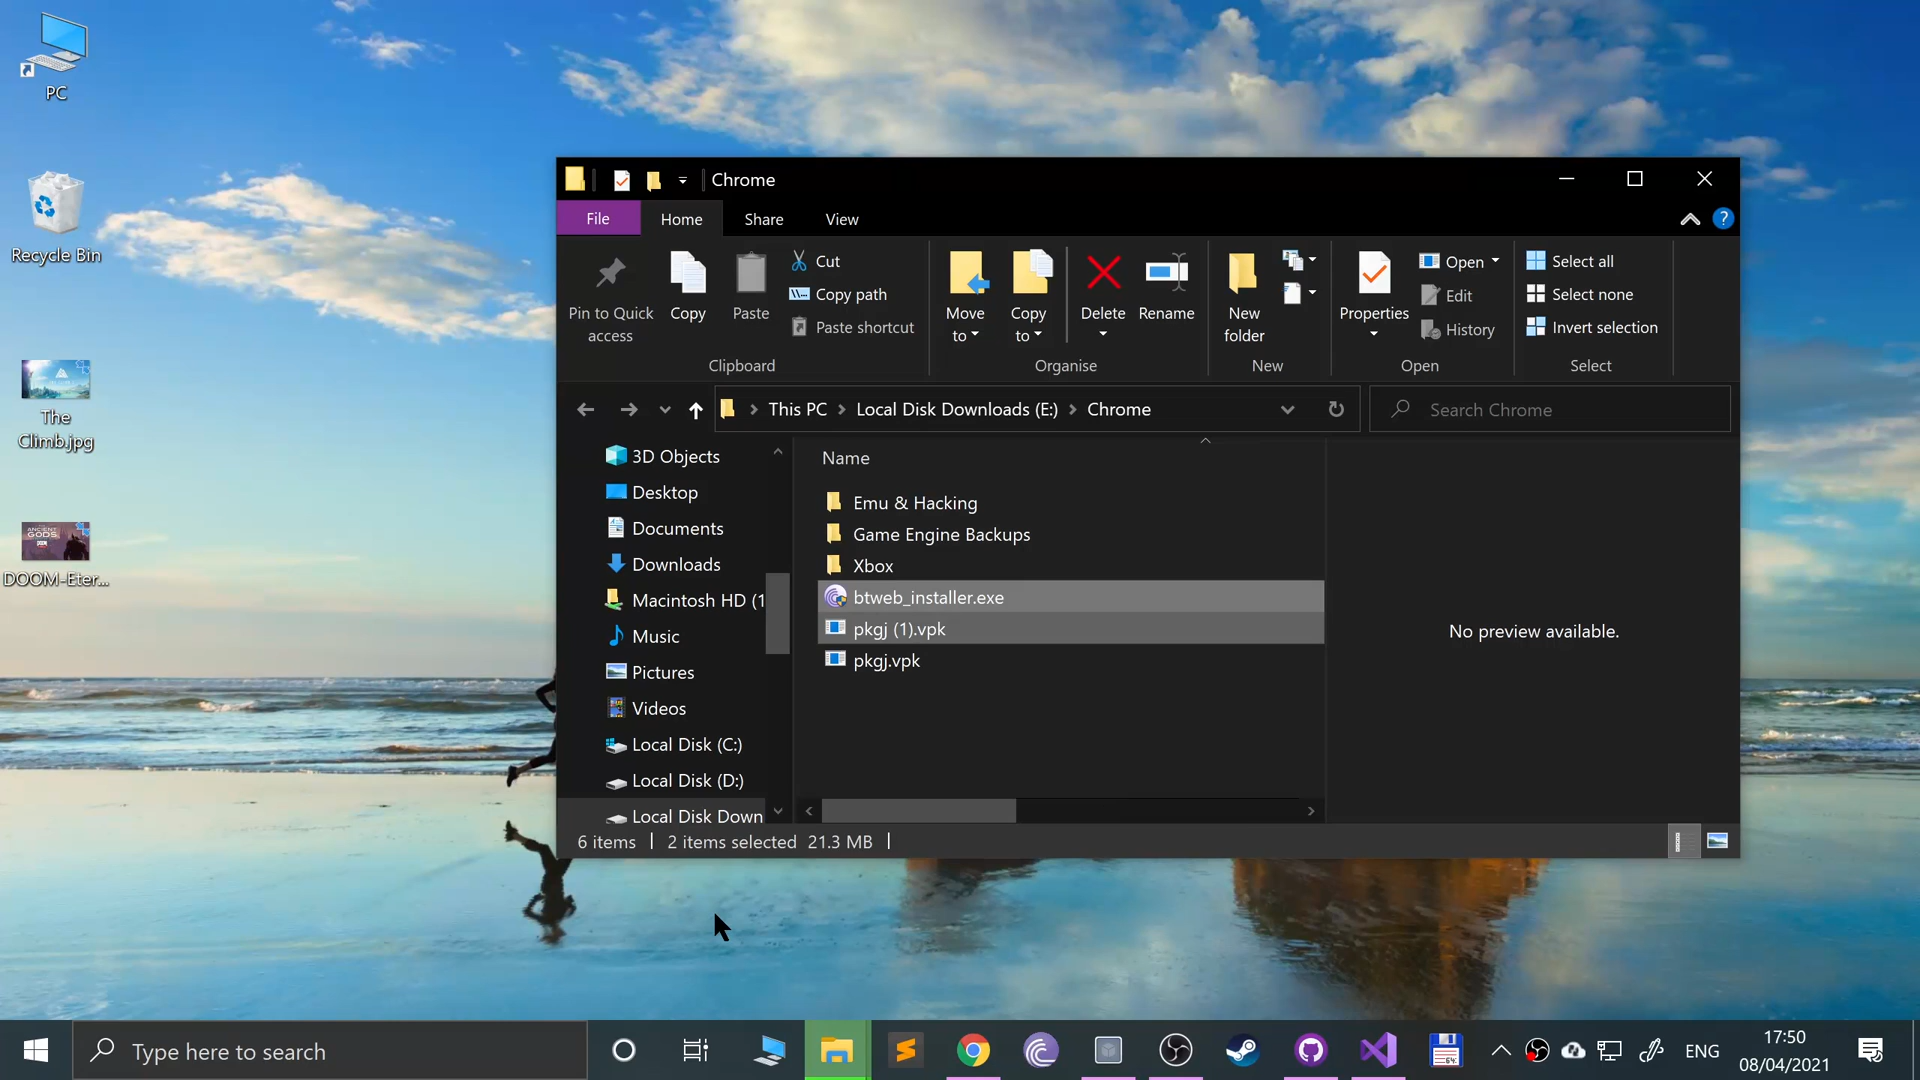 PC
Recycle Bin
The
Climb.jpg
ANCIENT
GODS
DOOM-Eter...
Chrome
File
Home
Share
View
?
Pin to Quick
access
Copy
Paste
Cut
Copy path
Paste shortcut
Clipboard
Move
to
Copy
to
Delete
Rename
Organise
New
folder
New
Properties
Open
Edit
History
Open
Select all
Select none
Invert selection
Select
This PC
Local Disk Downloads (E:)
Chrome
Search Chrome
3D Objects
Desktop
Documents
Downloads
Macintosh HD (1
Music
Pictures
Videos
Local Disk (C:)
Local Disk (D:)
Local Disk Down
Name
Emu & Hacking
Game Engine Backups
Xbox
btweb_installer.exe
pkgj (1).vpk
pkgj.vpk
No preview available.
6 items
2 items selected
21.3 MB
Type here to search
64
ENG
17:50
08/04/2021